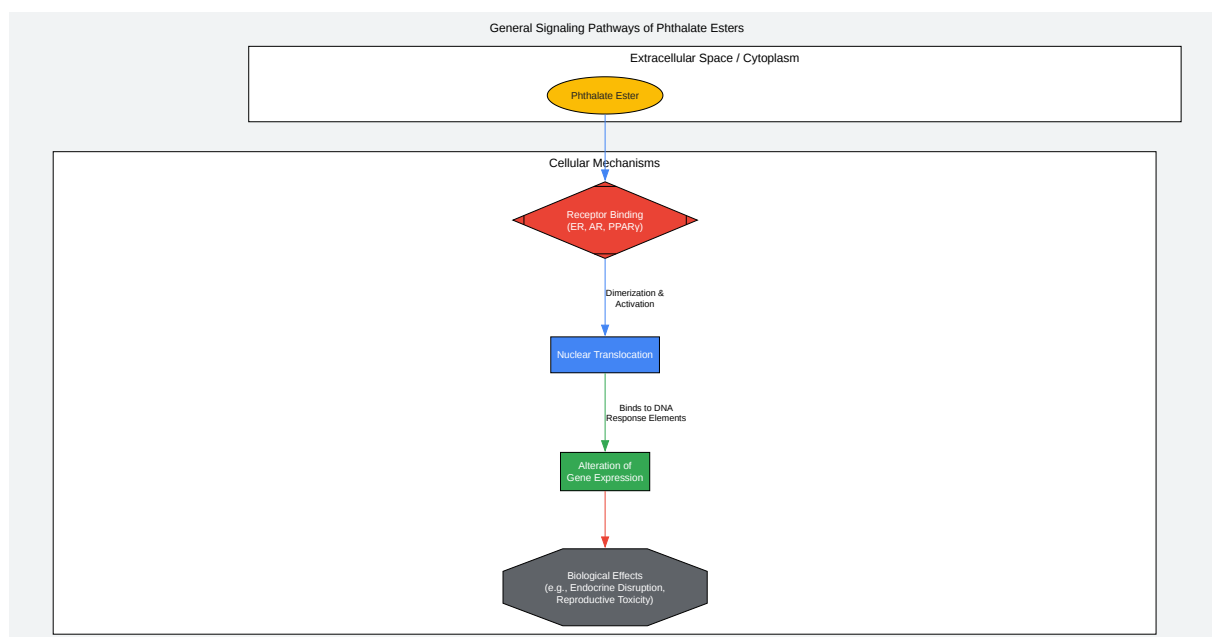 General Signaling Pathways of Phthalate Esters
Extracellular Space / Cytoplasm
Phthalate Ester
Cellular Mechanisms
Receptor Binding
(ER, AR, PPARγ)
Dimerization &
Activation
Nuclear Translocation
Binds to DNA
Response Elements
Alteration of
Gene Expression
Biological Effects
(e.g., Endocrine Disruption,
Reproductive Toxicity)